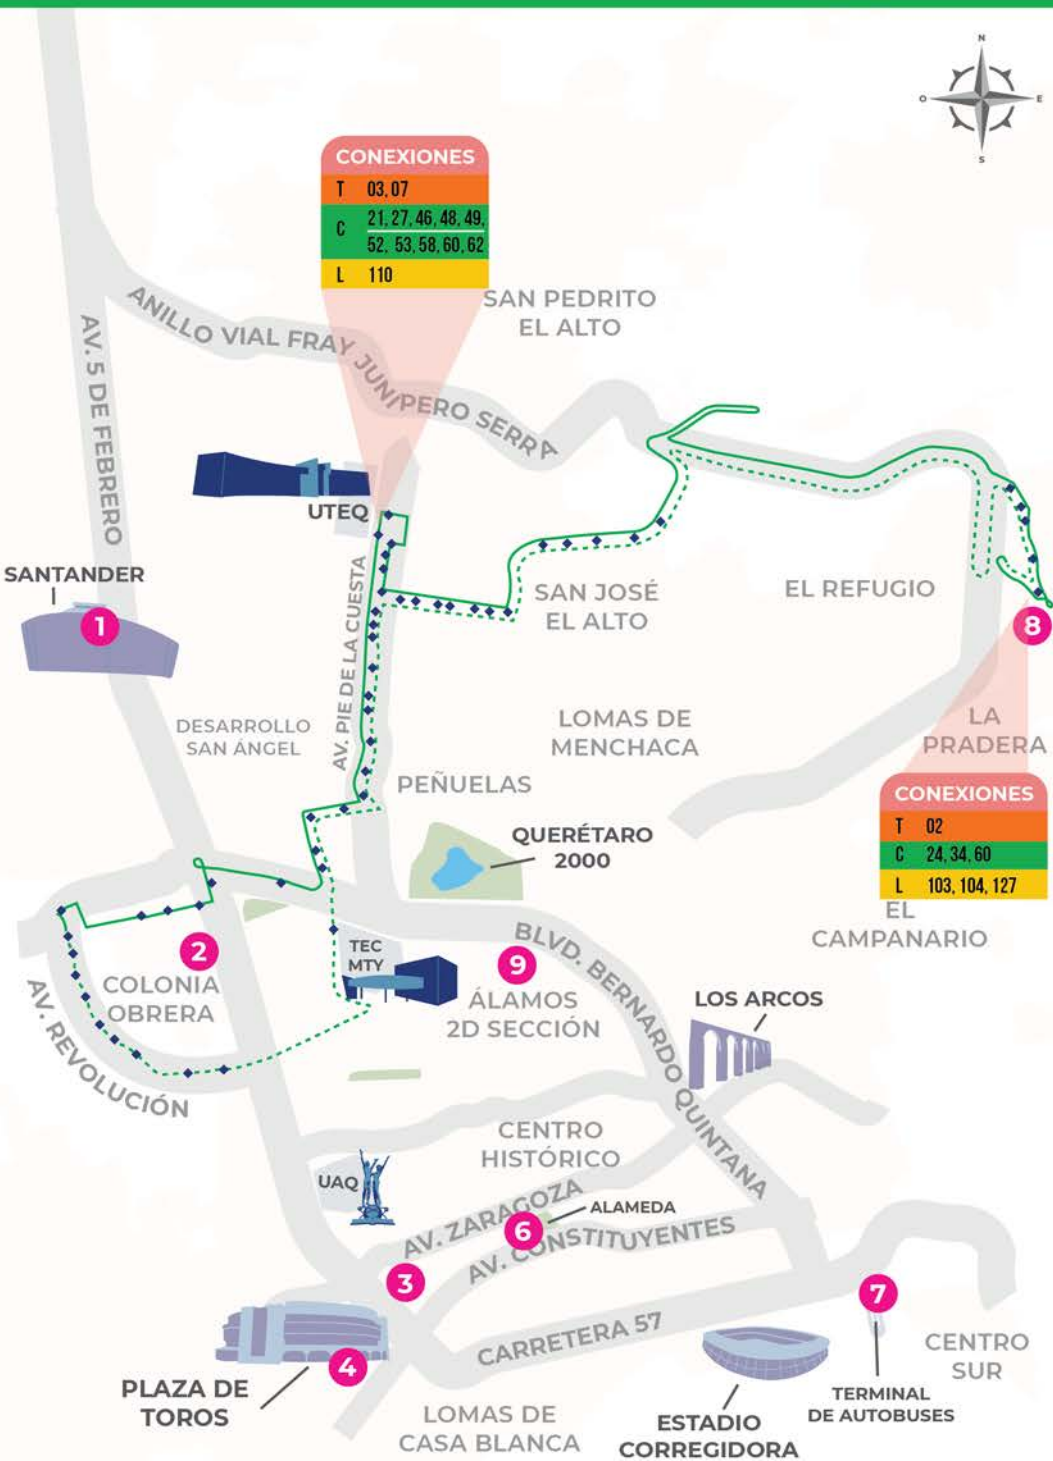 N
O
E
S
CONEXIONES
T 03, 07
C 21, 27, 46, 48, 49,
52, 53, 58, 60, 62
L 110
SAN PEDRITO
EL ALTO
ANILLO VIAL FRAY JUNÍPERO SERRA
AV. 5 DE FEBRERO
UTEQ
SANTANDER
1
AV. PIE DE LA CUESTA
SAN JOSÉ
EL ALTO
EL REFUGIO
8
DESARROLLO
SAN ÁNGEL
LOMAS DE
MENCHACA
LA
PRADERA
PEÑUELAS
CONEXIONES
T 02
C 24, 34, 60
L 103, 104, 127
QUERÉTARO
2000
EL
CAMPANARIO
2
COLONIA
OBRERA
TEC
MTY
9
ÁLAMOS
2D SECCIÓN
BLVD. BERNARDO QUINTANA
LOS ARCOS
AV. REVOLUCIÓN
CENTRO
HISTÓRICO
UAQ
AV. ZARAGOZA
ALAMEDA
6
AV. CONSTITUYENTES
3
7
CARRETERA 57
4
PLAZA DE
TOROS
CENTRO
SUR
TERMINAL
DE AUTOBUSES
LOMAS DE
CASA BLANCA
ESTADIO
CORREGIDORA